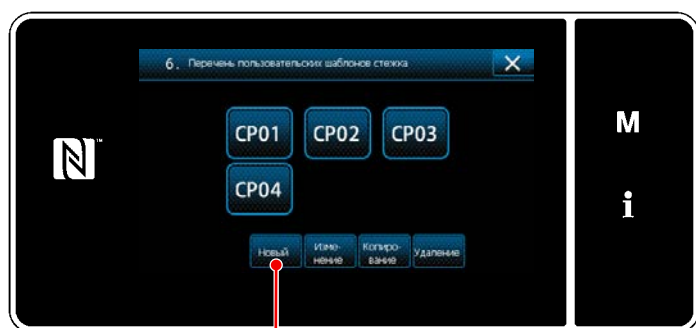 6. Перечень пользовательских шаблонов стежка
CP01 CP02 CP03
CP04
Новый Изме-
нение Копиро-
вание Удаление
M
i